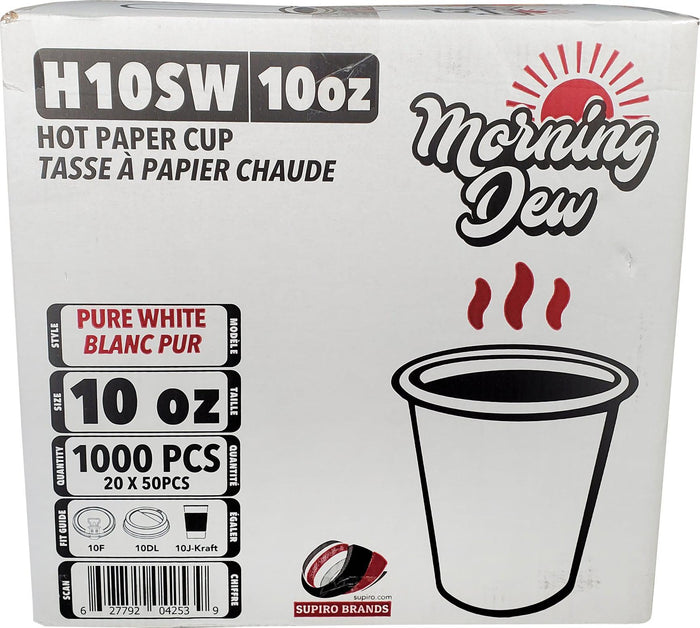 H10SW 10oz
HOT PAPER CUP
TASSE À PAPIER CHAUDE
Morning
Dew
STYLE PURE WHITE MODÈLE
BLANC PUR
SIZE 10 oz TAILLE
QUANTITY 1000 PCS QUANTITÉ
20 X 50PCS
FIT GUIDE ÉGALER
10F 10DL 10J-Kraft
SCAN CHIFFRE
6 27792 04253 9
supiro.com
SUPIRO BRANDS